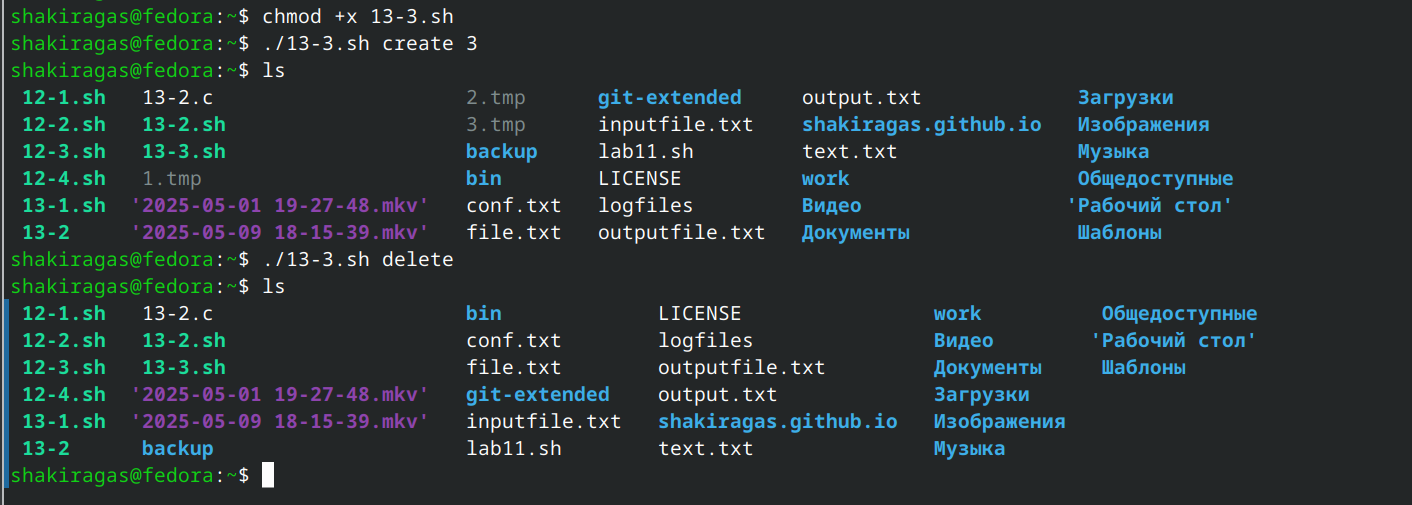 shakiragas@fedora:~$ chmod +x 13-3.sh
shakiragas@fedora:~$ ./13-3.sh create 3
shakiragas@fedora:~$ ls
12-1.sh 13-2.c 2.tmp git-extended output.txt Загрузки
12-2.sh 13-2.sh 3.tmp inputfile.txt shakiragas.github.io Изображения
12-3.sh 13-3.sh backup lab11.sh text.txt Музыка
12-4.sh 1.tmp bin LICENSE work Общедоступные
13-1.sh '2025-05-01 19-27-48.mkv' conf.txt logfiles Видео 'Рабочий стол'
13-2 '2025-05-09 18-15-39.mkv' file.txt outputfile.txt Документы Шаблоны
shakiragas@fedora:~$ ./13-3.sh delete
shakiragas@fedora:~$ ls
12-1.sh 13-2.c bin LICENSE work Общедоступные
12-2.sh 13-2.sh conf.txt logfiles Видео 'Рабочий стол'
12-3.sh 13-3.sh file.txt outputfile.txt Документы Шаблоны
12-4.sh '2025-05-01 19-27-48.mkv' git-extended output.txt Загрузки
13-1.sh '2025-05-09 18-15-39.mkv' inputfile.txt shakiragas.github.io Изображения
13-2 backup lab11.sh text.txt Музыка
shakiragas@fedora:~$